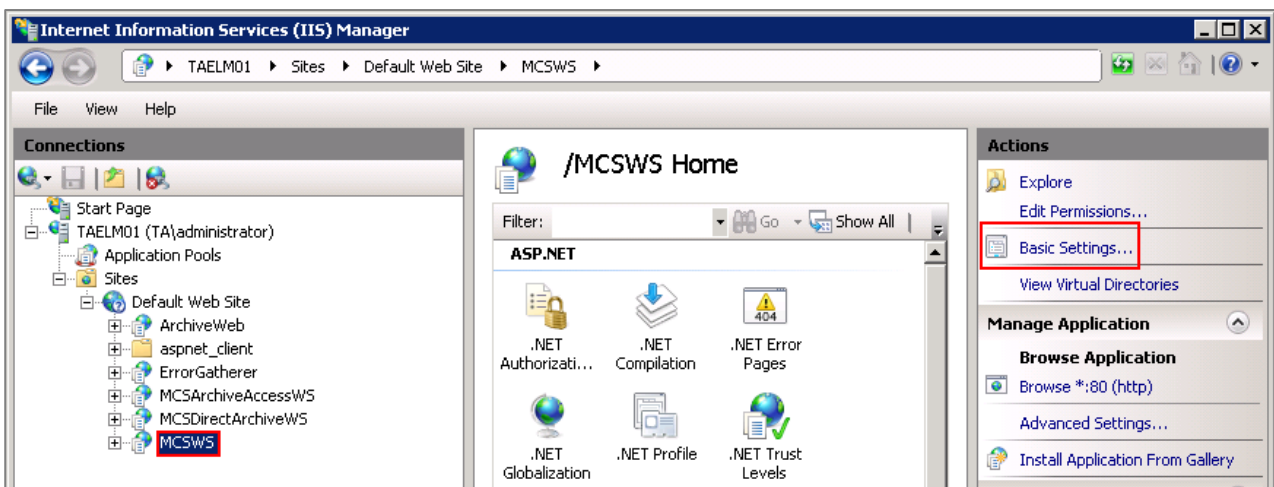 Internet Information Services (IIS) Manager
TAELM01 Sites Default Web Site MCSWS
File View Help
Connections
Start Page
TAELM01 (TA\administrator)
Application Pools
Sites
Default Web Site
ArchiveWeb
aspnet_client
ErrorGatherer
MCSArchiveAccessWS
MCSDirectArchiveWS
MCSWS
/MCSWS Home
Filter: Go Show All
ASP.NET
.NET Authorizati...
.NET Compilation
404
.NET Error Pages
.NET Globalization
.NET Profile
.NET Trust Levels
Actions
Explore
Edit Permissions...
Basic Settings...
View Virtual Directories
Manage Application
Browse Application
Browse *:80 (http)
Advanced Settings...
Install Application From Gallery